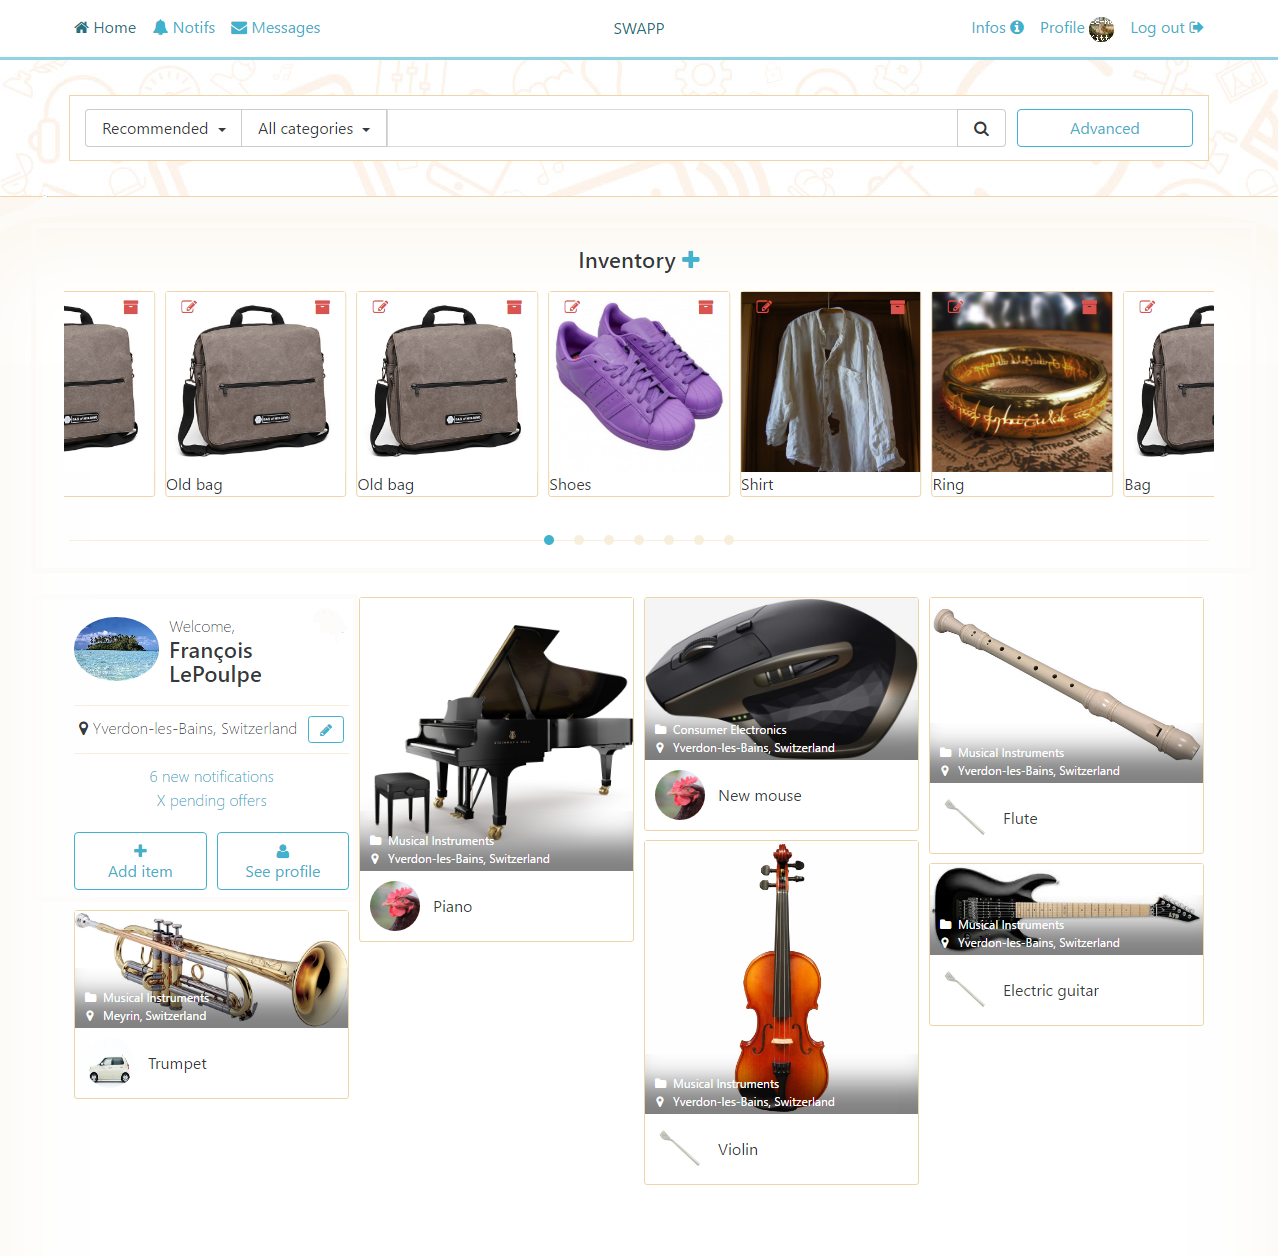 Home Notifs Messages SWAPP Infos Profile Log out
Recommended All categories Advanced
Inventory
Old bag Old bag Shoes Shirt Ring Bag
Welcome,
François
LePoulpe
Yverdon-les-Bains, Switzerland
6 new notifications
X pending offers
Add item See profile
Musical Instruments
Meyrin, Switzerland
Trumpet
Musical Instruments
Yverdon-les-Bains, Switzerland
Piano
Consumer Electronics
Yverdon-les-Bains, Switzerland
New mouse
Musical Instruments
Yverdon-les-Bains, Switzerland
Violin
Musical Instruments
Yverdon-les-Bains, Switzerland
Flute
Musical Instruments
Yverdon-les-Bains, Switzerland
Electric guitar